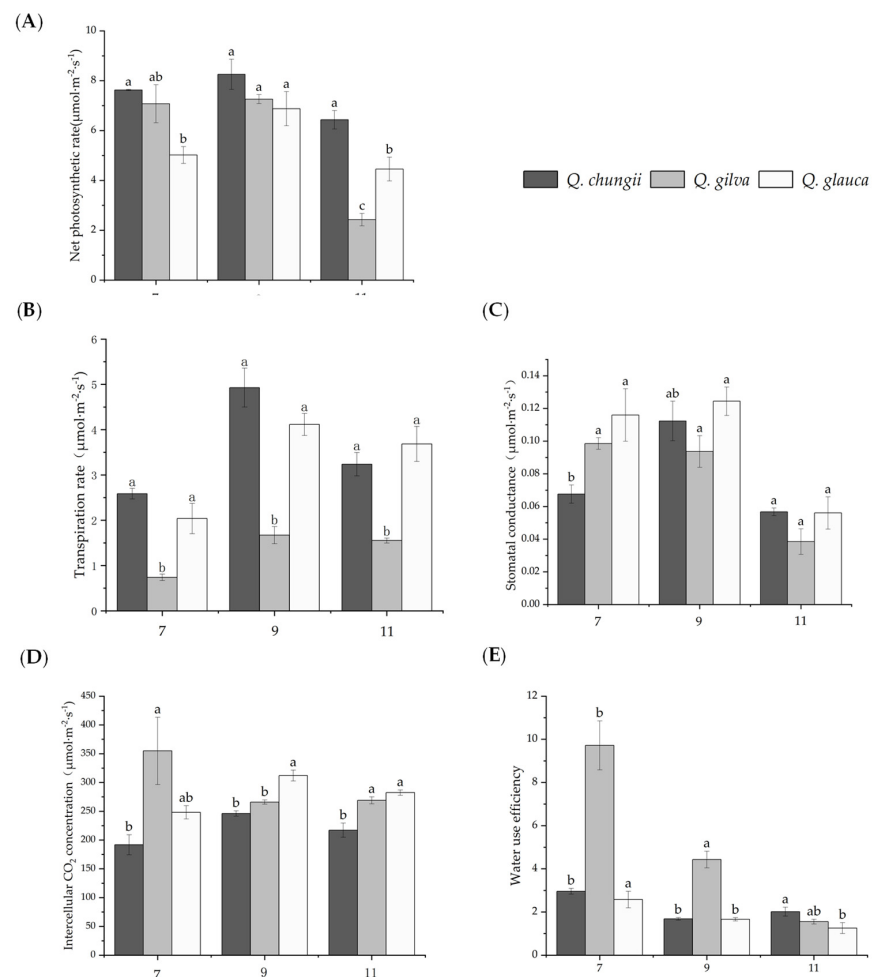 (A)
Net photosynthetic rate(μmol·m⁻²·s⁻¹)
8
6
4
2
0
a ab b a a a a c b
7 11
Q. chungii Q. gilva Q. glauca
(B)
Transpiration rate (μmol·m⁻²·s⁻¹)
6
5
4
3
2
1
0
a b a a b a a b a
7 9 11
(C)
Stomatal conductance (μmol·m⁻²·s⁻¹)
0.14
0.12
0.10
0.08
0.06
0.04
0.02
0.00
b a a ab a a a a a
7 9 11
(D)
Intercellular CO₂ concentration (μmol·m⁻²·s⁻¹)
450
400
350
300
250
200
150
100
50
0
b a ab b b a b a a
7 9 11
(E)
Water use efficiency
12
10
8
6
4
2
0
b b a b a b a ab b
7 9 11